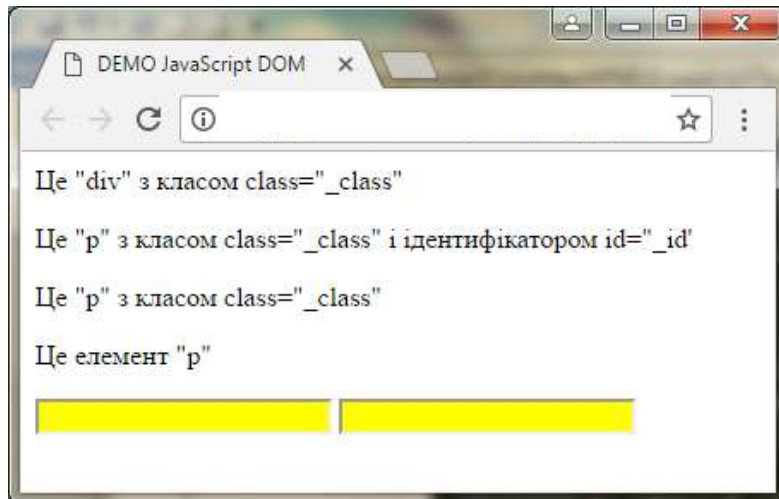 DEMO JavaScript DOM
Це "div" з класом class="_class"
Це "p" з класом class="_class" і ідентифікатором id="_id'
Це "p" з класом class="_class"
Це елемент "p"